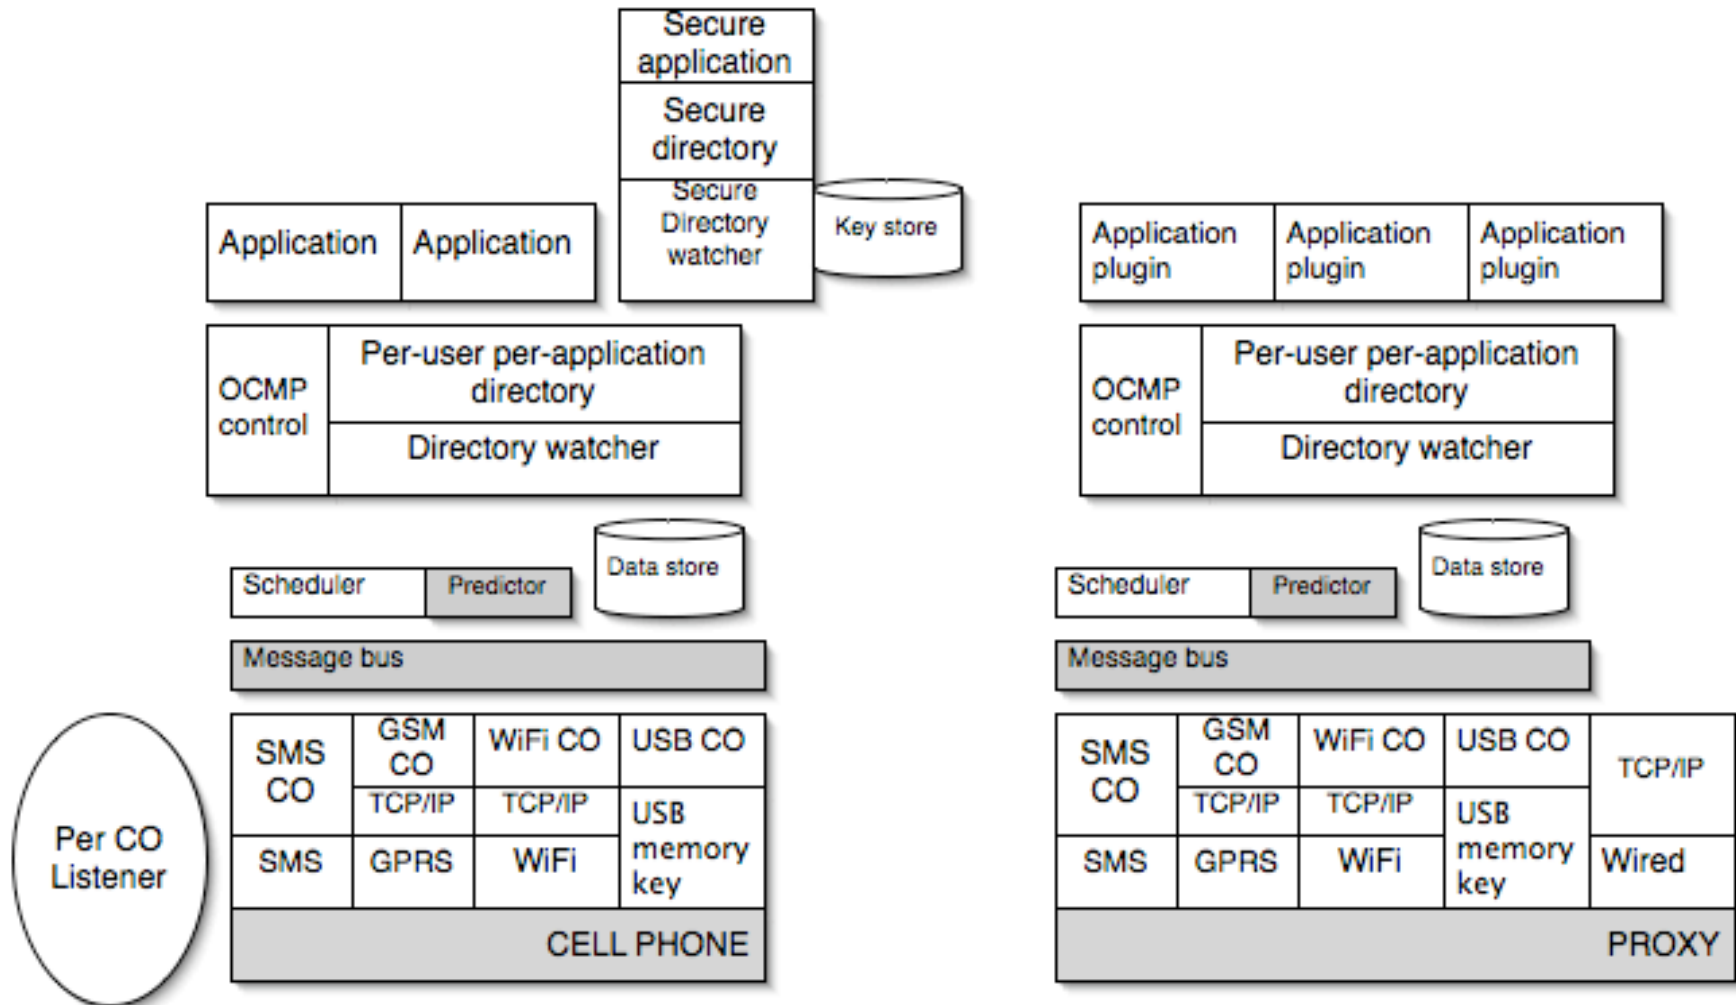 Secure
application
Secure
directory
Secure
Directory
watcher
Key store
Application
Application
Application
plugin
Application
plugin
Application
plugin
OCMP
control
Per-user per-application
directory
Directory watcher
OCMP
control
Per-user per-application
directory
Directory watcher
Scheduler
Predictor
Data store
Scheduler
Predictor
Data store
Message bus
Message bus
Per CO
Listener
SMS
CO
GSM
CO
WiFi CO
USB CO
TCP/IP
TCP/IP
USB
memory
key
SMS
GPRS
WiFi
CELL PHONE
SMS
CO
GSM
CO
WiFi CO
USB CO
TCP/IP
TCP/IP
TCP/IP
USB
memory
key
SMS
GPRS
WiFi
Wired
PROXY